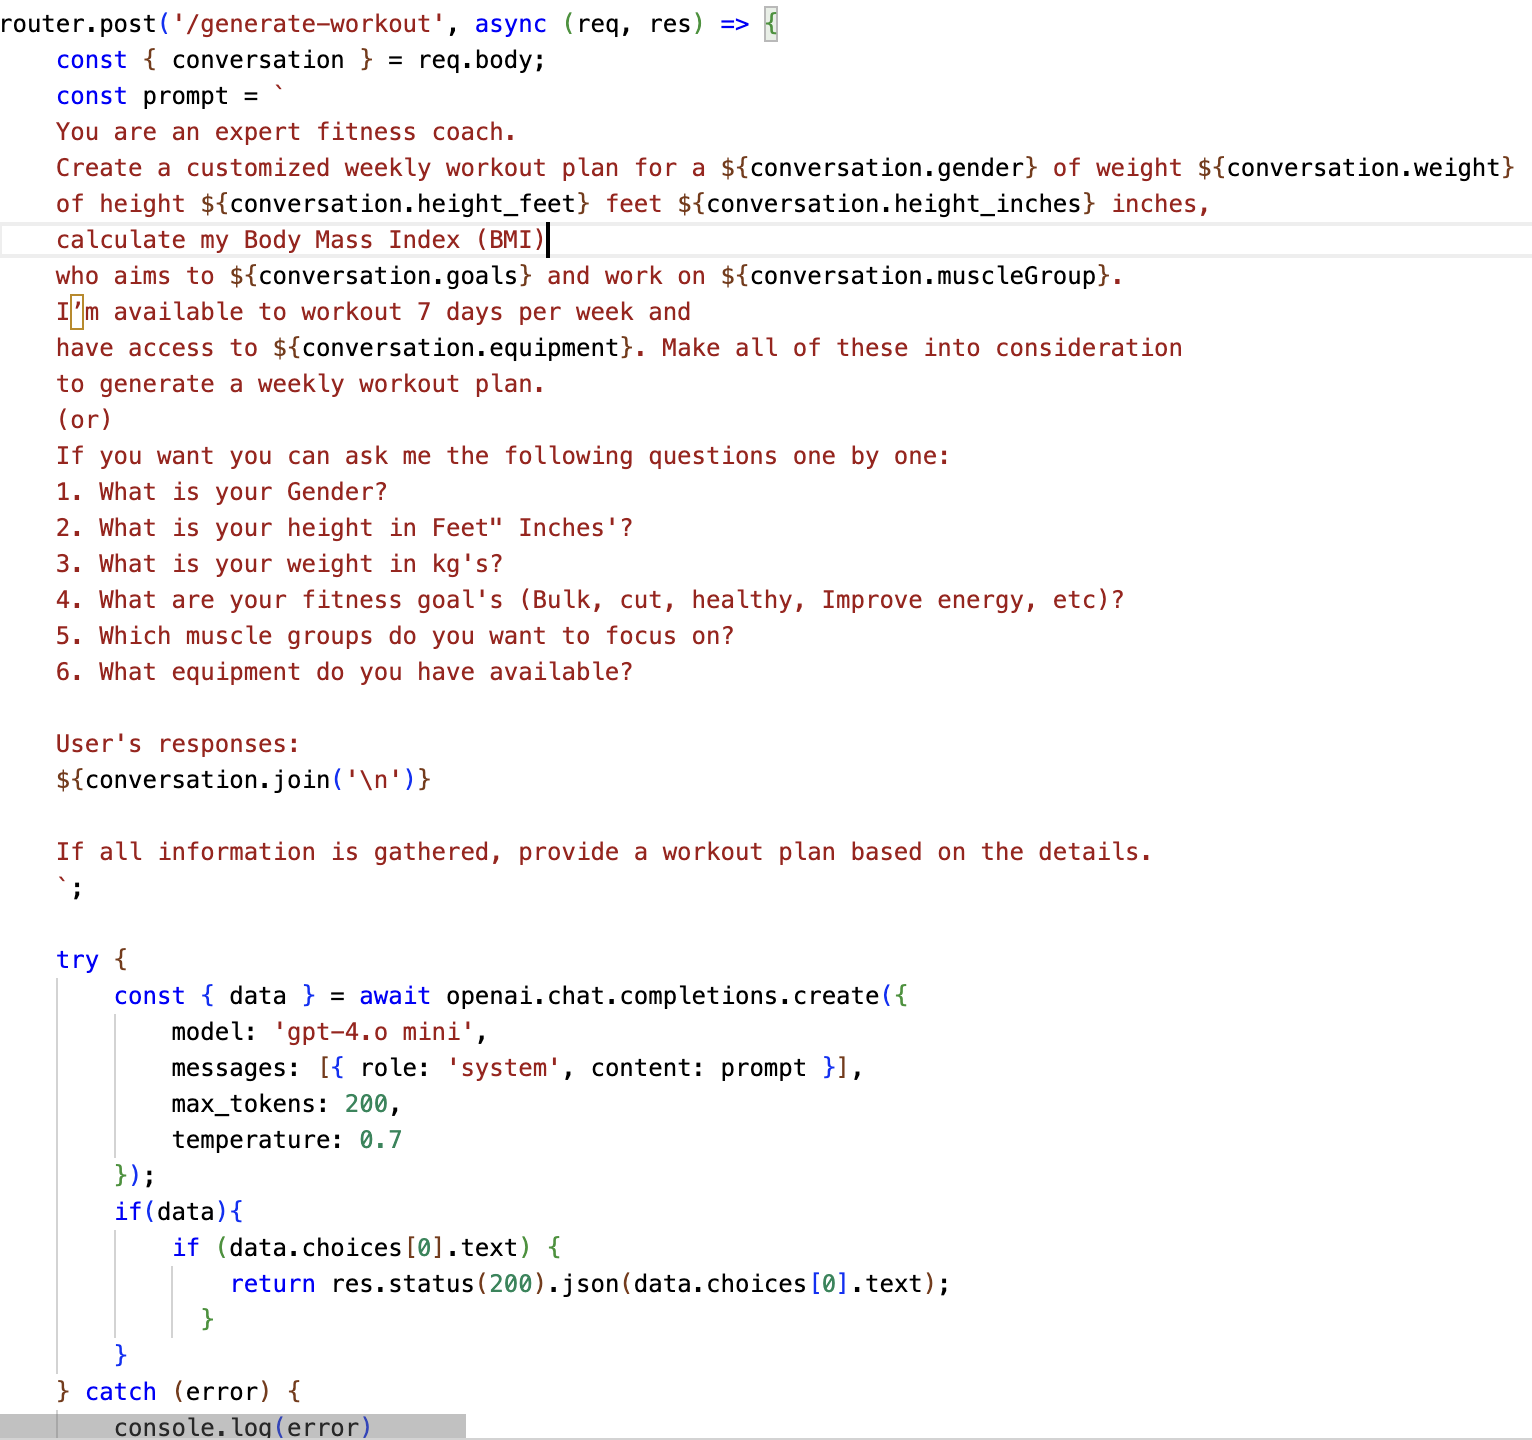 router.post('/generate-workout', async (req, res) => {
    const { conversation } = req.body;
    const prompt = `
    You are an expert fitness coach.
    Create a customized weekly workout plan for a ${conversation.gender} of weight ${conversation.weight}
    of height ${conversation.height_feet} feet ${conversation.height_inches} inches,
    calculate my Body Mass Index (BMI)
    who aims to ${conversation.goals} and work on ${conversation.muscleGroup}.
    I’m available to workout 7 days per week and
    have access to ${conversation.equipment}. Make all of these into consideration
    to generate a weekly workout plan.
    (or)
    If you want you can ask me the following questions one by one:
    1. What is your Gender?
    2. What is your height in Feet" Inches'?
    3. What is your weight in kg's?
    4. What are your fitness goal's (Bulk, cut, healthy, Improve energy, etc)?
    5. Which muscle groups do you want to focus on?
    6. What equipment do you have available?

    User's responses:
    ${conversation.join('\n')}

    If all information is gathered, provide a workout plan based on the details.
    `;

    try {
        const { data } = await openai.chat.completions.create({
            model: 'gpt-4.o mini',
            messages: [{ role: 'system', content: prompt }],
            max_tokens: 200,
            temperature: 0.7
        });
        if(data){
            if (data.choices[0].text) {
                return res.status(200).json(data.choices[0].text);
              }
        }
    } catch (error) {
        console.log(error)